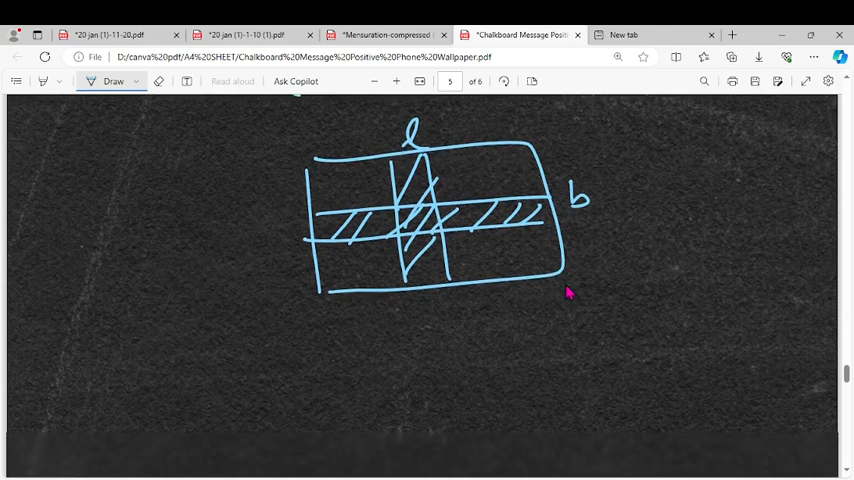 *20 jan (1)-11-20.pdf
*20 jan (1)-1-10 (1).pdf
*Mensuration-compressed (
*Chalkboard Message Positi
New tab
File D:/canva%20pdf/A4%20SHEET/Chalkboard%20Message%20Positive%20Phone%20Wallpaper.pdf
Draw
Read aloud
Ask Copilot
5 of 6
l
b